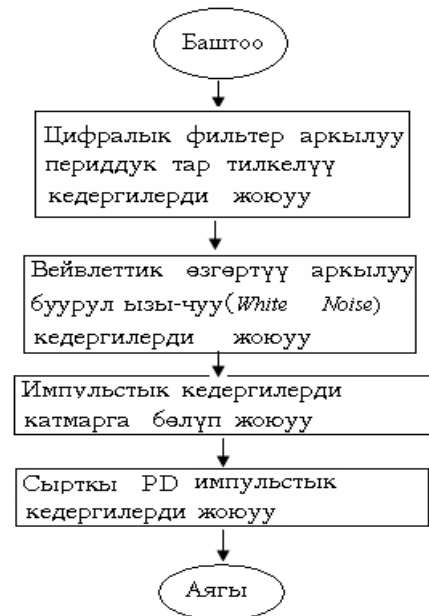 Баштоо
Цифралык фильтер аркылуу
периддук тар тилкелүү
кедергилерди жоюуу
Вейвлеттик өзгөртүү аркылуу
буурул ызы-чуу(White Noise)
кедергилерди жоюуу
Импульстык кедергилерди
катмарга бөлүп жоюуу
Сырткы PD импульстык
кедергилерди жоюуу
Аягы